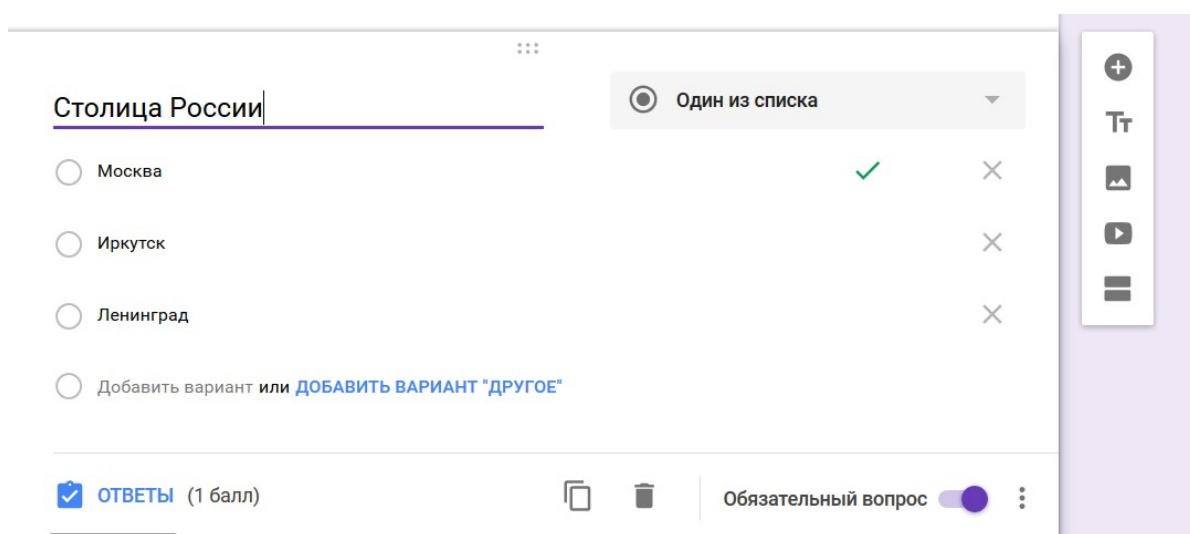 Столица России
Один из списка
Москва
Иркутск
Ленинград
Добавить вариант или ДОБАВИТЬ ВАРИАНТ "ДРУГОЕ"
ОТВЕТЫ (1 балл)
Обязательный вопрос
Тт